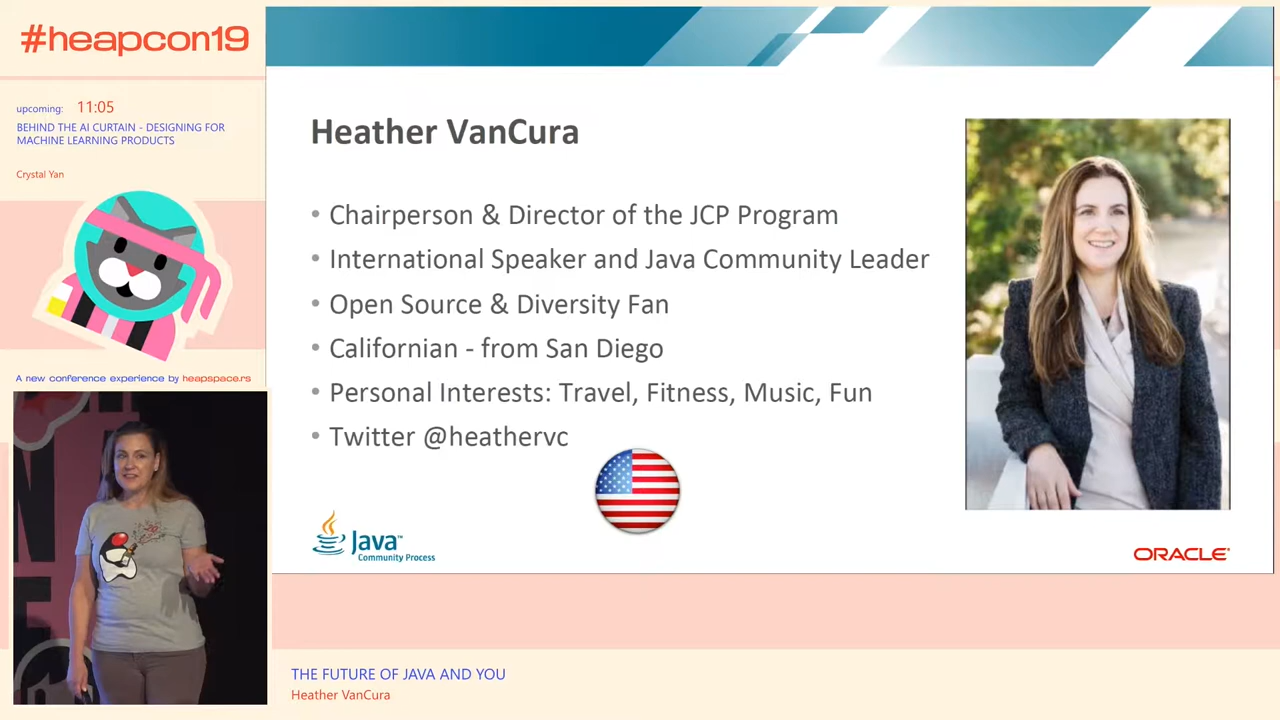 #heapcon19
upcoming: 11:05
BEHIND THE AI CURTAIN - DESIGNING FOR
MACHINE LEARNING PRODUCTS
Crystal Yan
A new conference experience by heapspace.rs
Heather VanCura
• Chairperson & Director of the JCP Program
• International Speaker and Java Community Leader
• Open Source & Diversity Fan
• Californian - from San Diego
• Personal Interests: Travel, Fitness, Music, Fun
• Twitter @heathervc
Java™
Community Process
ORACLE®
THE FUTURE OF JAVA AND YOU
Heather VanCura